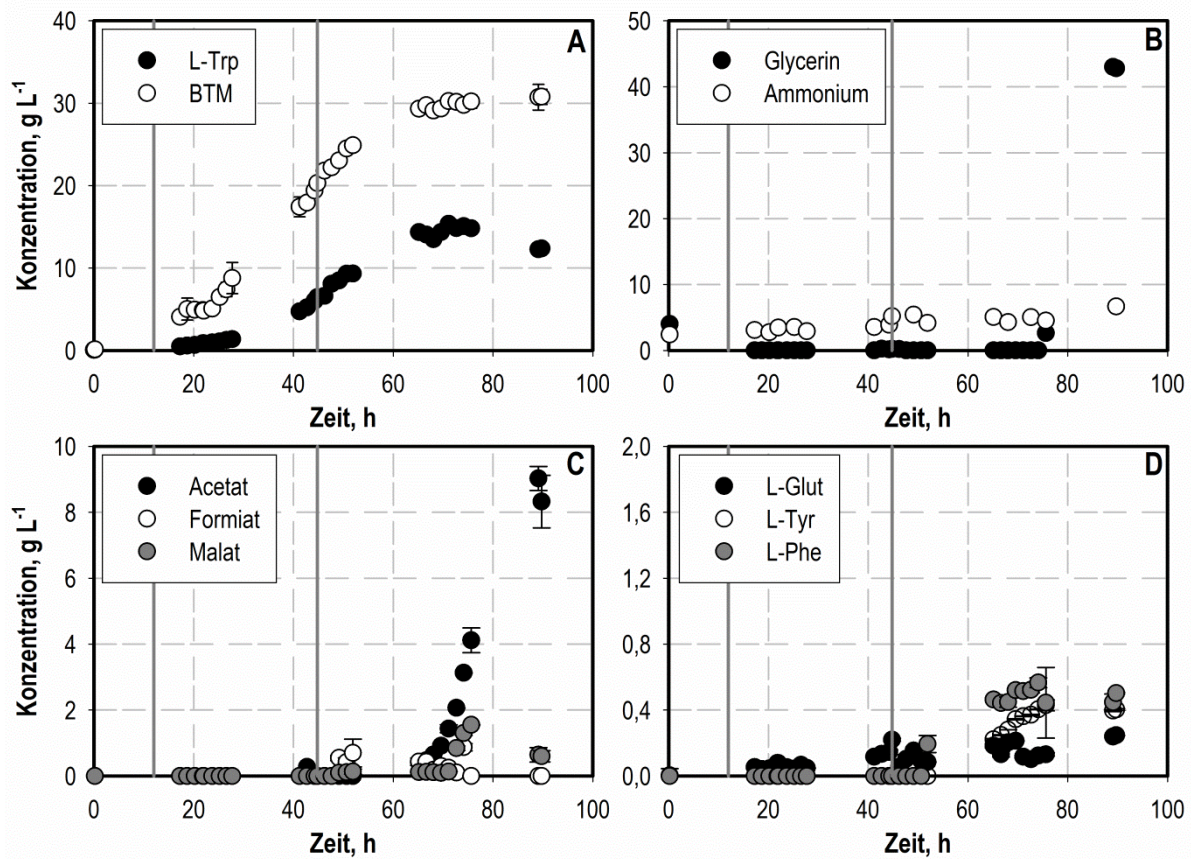 A
L-Trp
BTM
Konzentration, g L⁻¹
40
30
20
10
0
0 20 40 60 80 100
Zeit, h
B
Glycerin
Ammonium
50
40
30
20
10
0
0 20 40 60 80 100
Zeit, h
C
Acetat
Formiat
Malat
Konzentration, g L⁻¹
10
8
6
4
2
0
0 20 40 60 80 100
Zeit, h
D
L-Glut
L-Tyr
L-Phe
2,0
1,6
1,2
0,8
0,4
0,0
0 20 40 60 80 100
Zeit, h